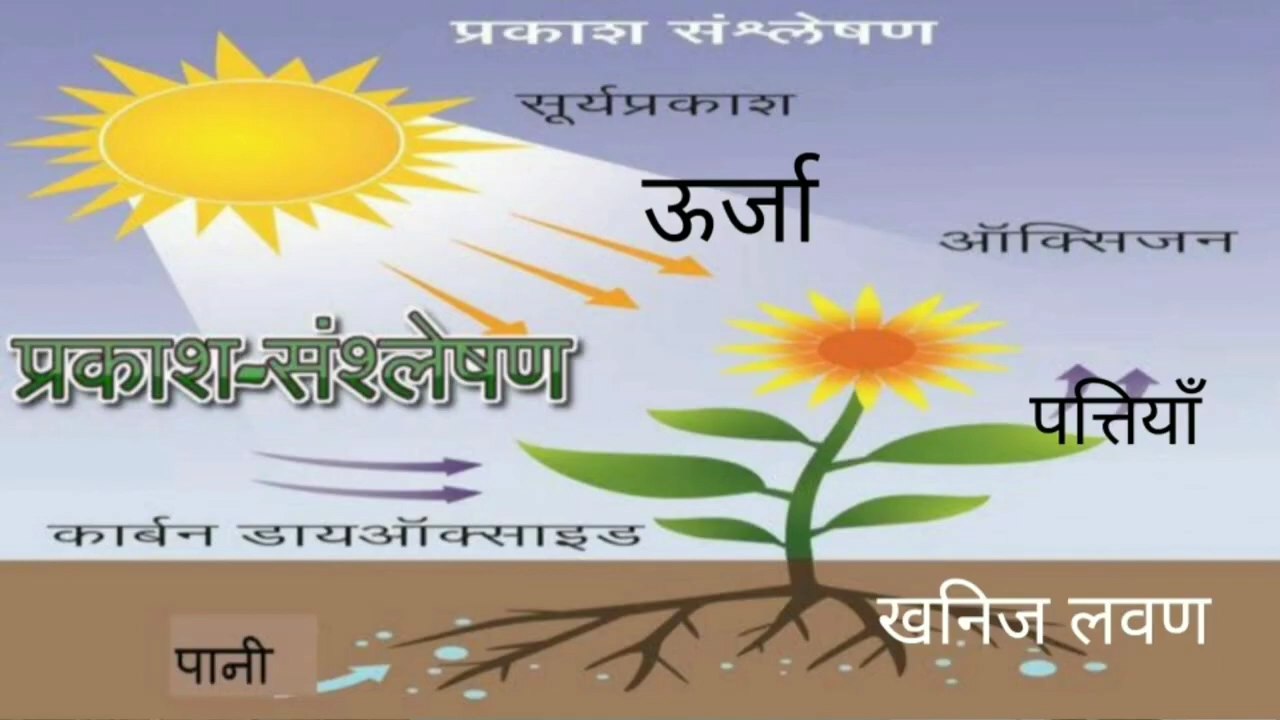 प्रकाश संश्लेषण
सूर्यप्रकाश
ऊर्जा
ऑक्सिजन
प्रकाश-संश्लेषण
पत्तियाँ
कार्बन डायऑक्साइड
खनिज लवण
पानी